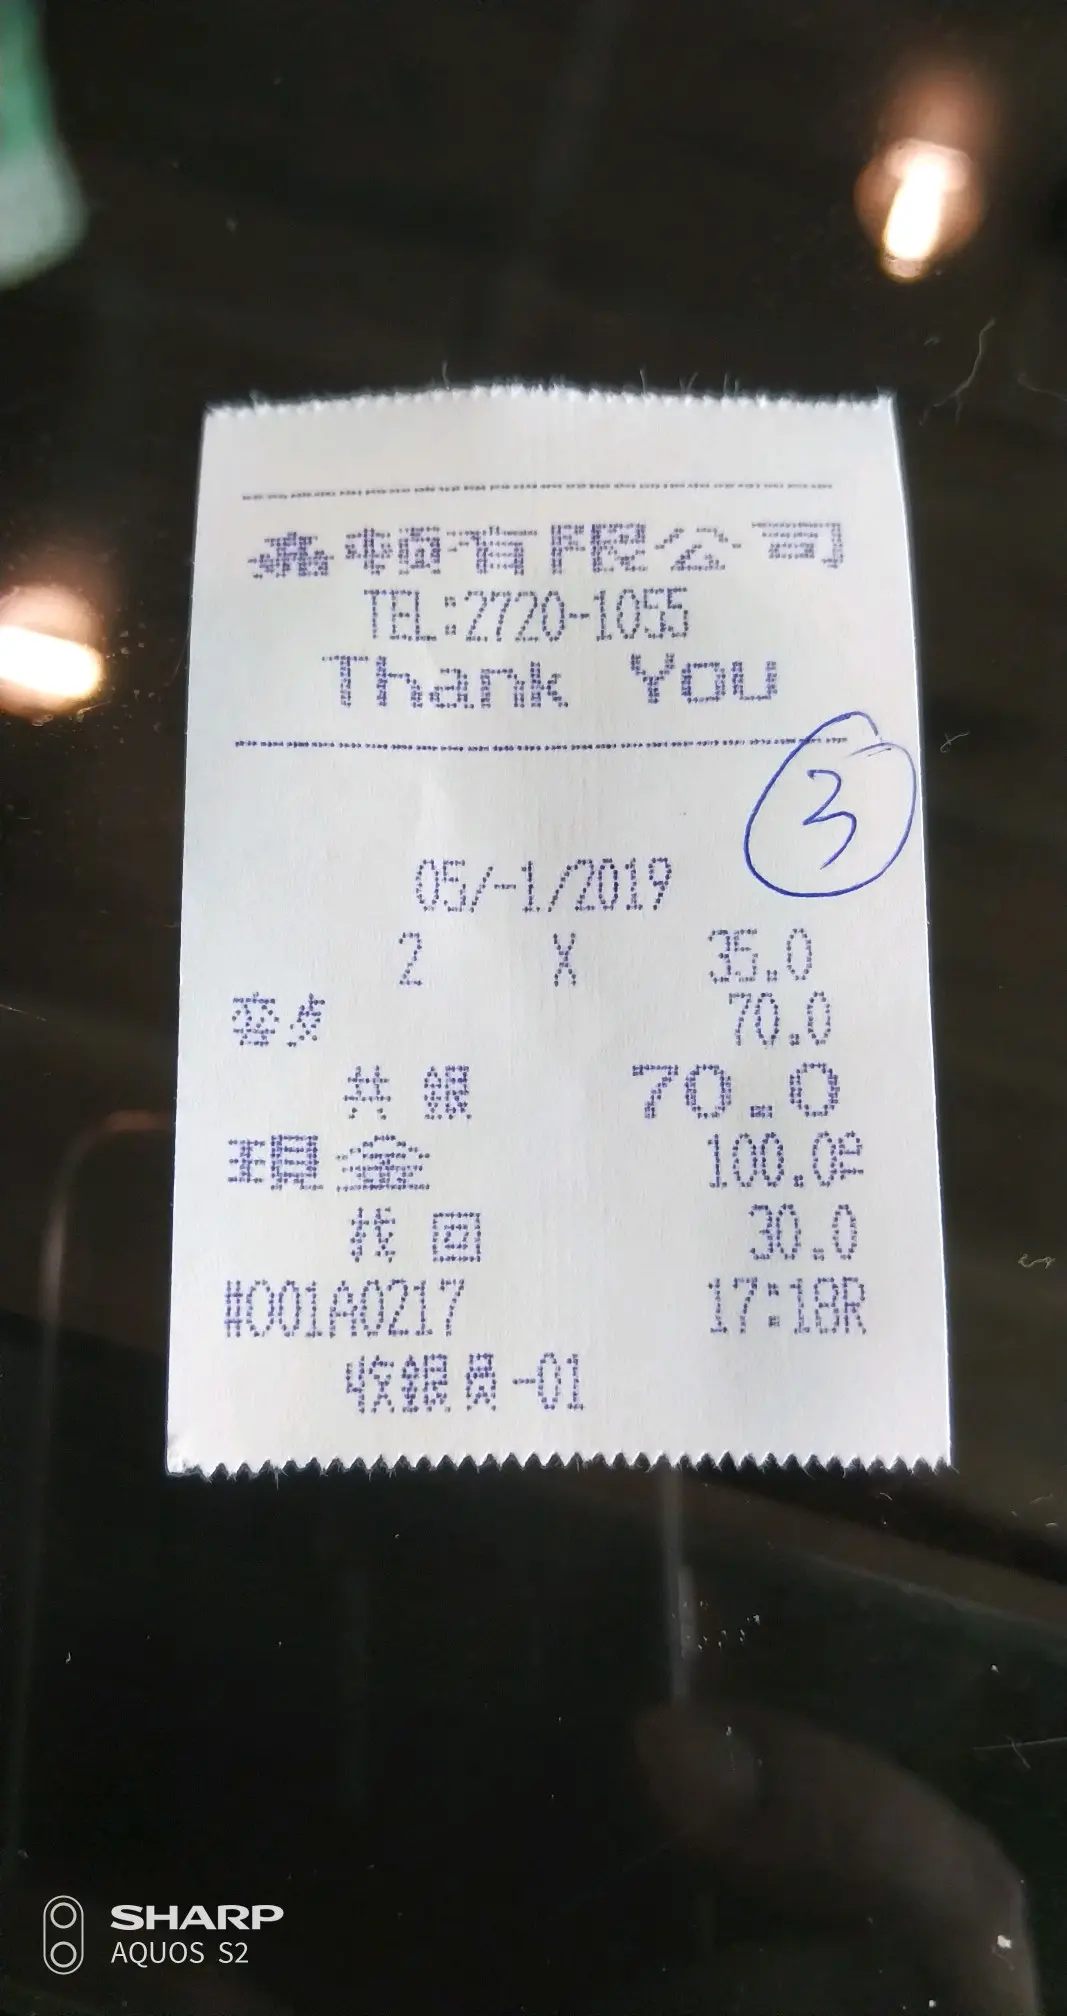 頓有限公司
TEL:2720-1055
Thank You
3
05/-1/2019
2 X 35.0
70.0
共 銀 70.0
現金 100.0
找 回 30.0
#001A0217 17:18R
收銀機-01
SHARP
AQUOS S2